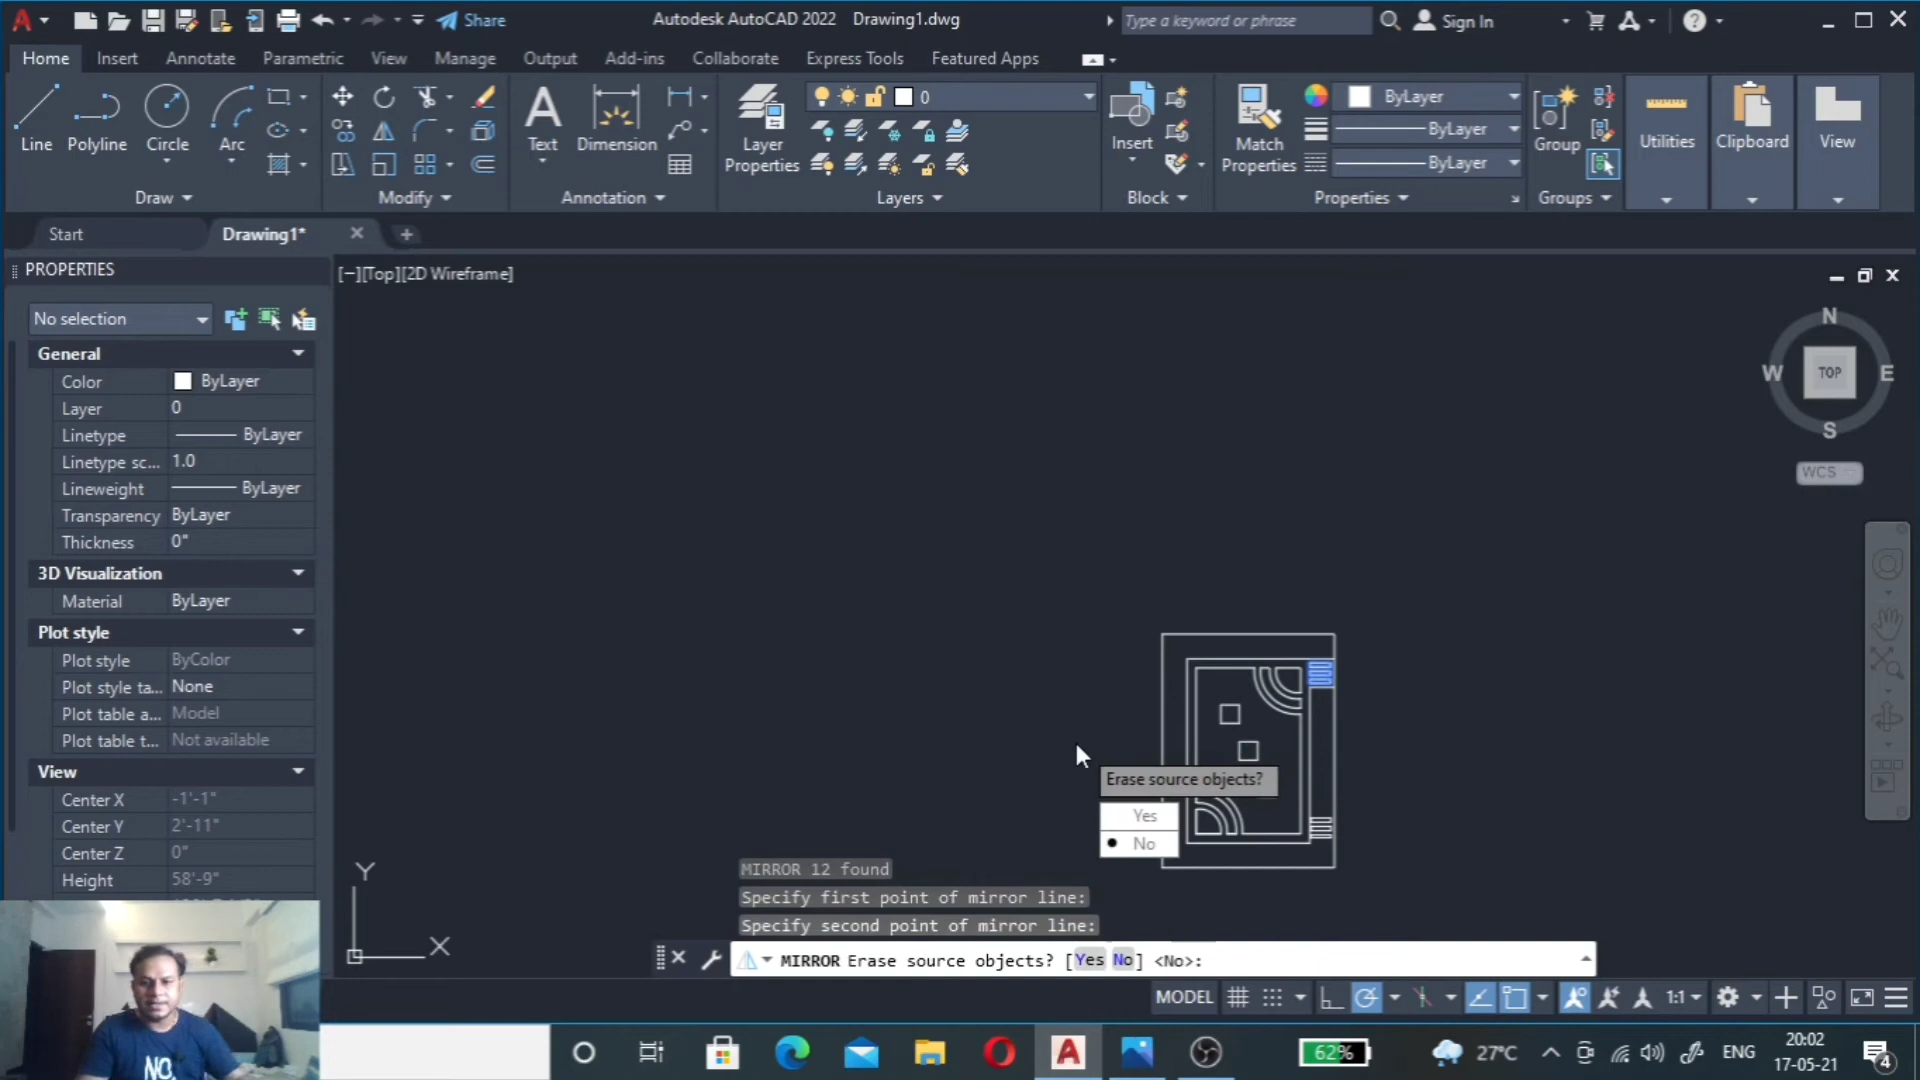 Share
Autodesk AutoCAD 2022 Drawing1.dwg
Type a keyword or phrase
Sign In
Home Insert Annotate Parametric View Manage Output Add-ins Collaborate Express Tools Featured Apps
0
ByLayer
ByLayer
ByLayer
Line Polyline Circle Arc
Text Dimension
Layer Properties
Insert
Match Properties
Group
Utilities
Clipboard
View
Draw Modify Annotation Layers Block Properties Groups
Start Drawing1*
PROPERTIES
[−][Top][2D Wireframe]
No selection
General
Color ByLayer
Layer 0
Linetype ByLayer
Linetype sc... 1.0
Lineweight ByLayer
Transparency ByLayer
Thickness 0"
3D Visualization
Material ByLayer
Plot style
Plot style ByColor
Plot style ta... None
Plot table a... Model
Plot table t... Not available
View
Center X -1'-1"
Center Y 2'-11"
Center Z 0"
Height 58'-9"
N
W TOP E
S
WCS
Erase source objects?
Yes
No
Y
X
MIRROR 12 found
Specify first point of mirror line:
Specify second point of mirror line:
MIRROR Erase source objects? [Yes No] <No>:
MODEL
1:1
NO.
62%
27°C
ENG
20:02
17-05-21
4